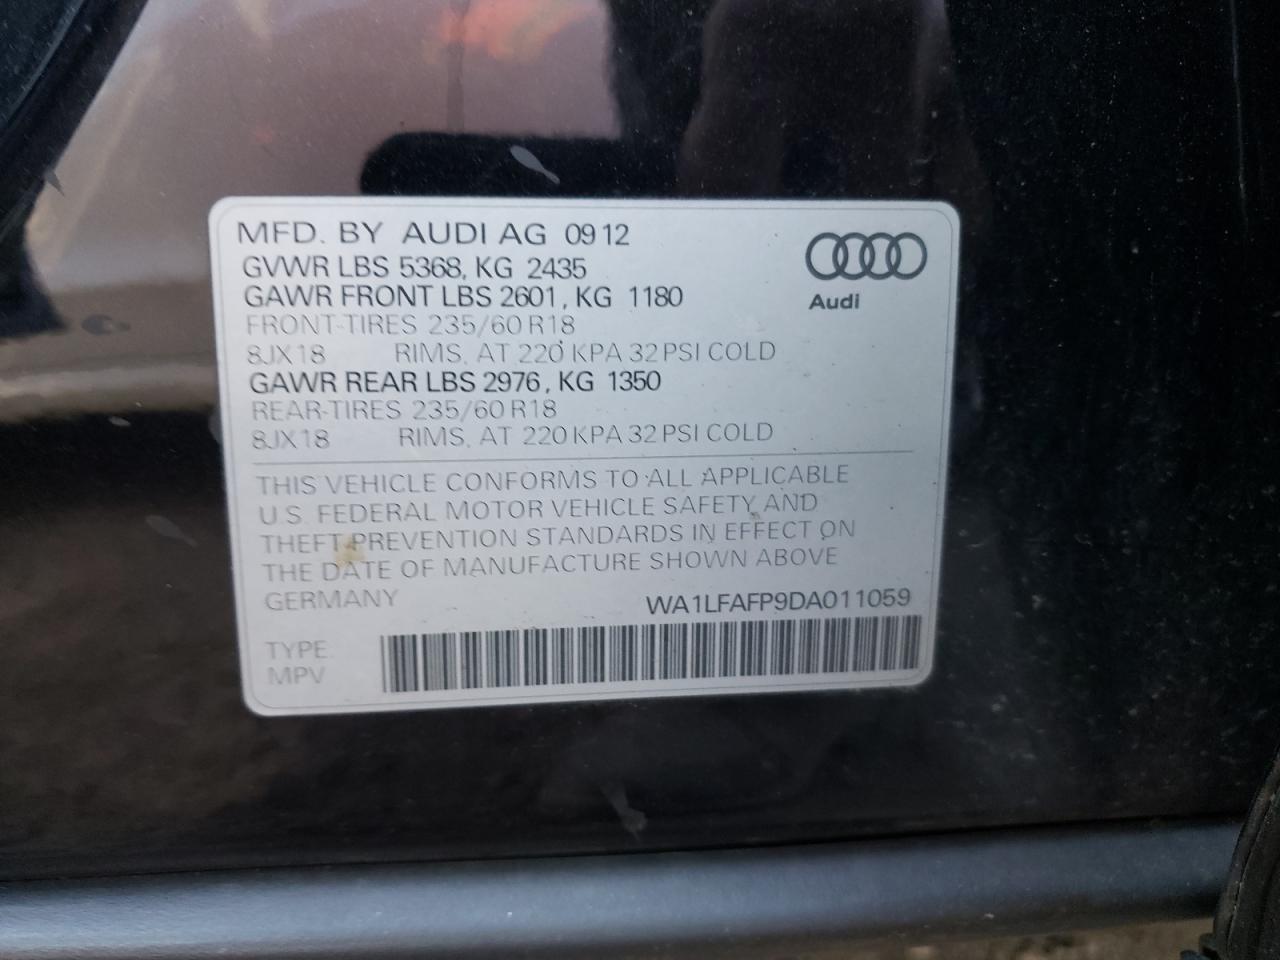 MFD. BY AUDI AG 09 12
GVWR LBS 5368, KG 2435
GAWR FRONT LBS 2601, KG 1180
FRONT-TIRES 235/60 R18
8JX18 RIMS, AT 220 KPA 32 PSI COLD
GAWR REAR LBS 2976, KG 1350
REAR-TIRES 235/60 R18
8JX18 RIMS, AT 220 KPA 32 PSI COLD
Audi
THIS VEHICLE CONFORMS TO ALL APPLICABLE
U.S. FEDERAL MOTOR VEHICLE SAFETY AND
THEFT PREVENTION STANDARDS IN EFFECT ON
THE DATE OF MANUFACTURE SHOWN ABOVE
GERMANY WA1LFAFP9DA011059
TYPE:
MPV